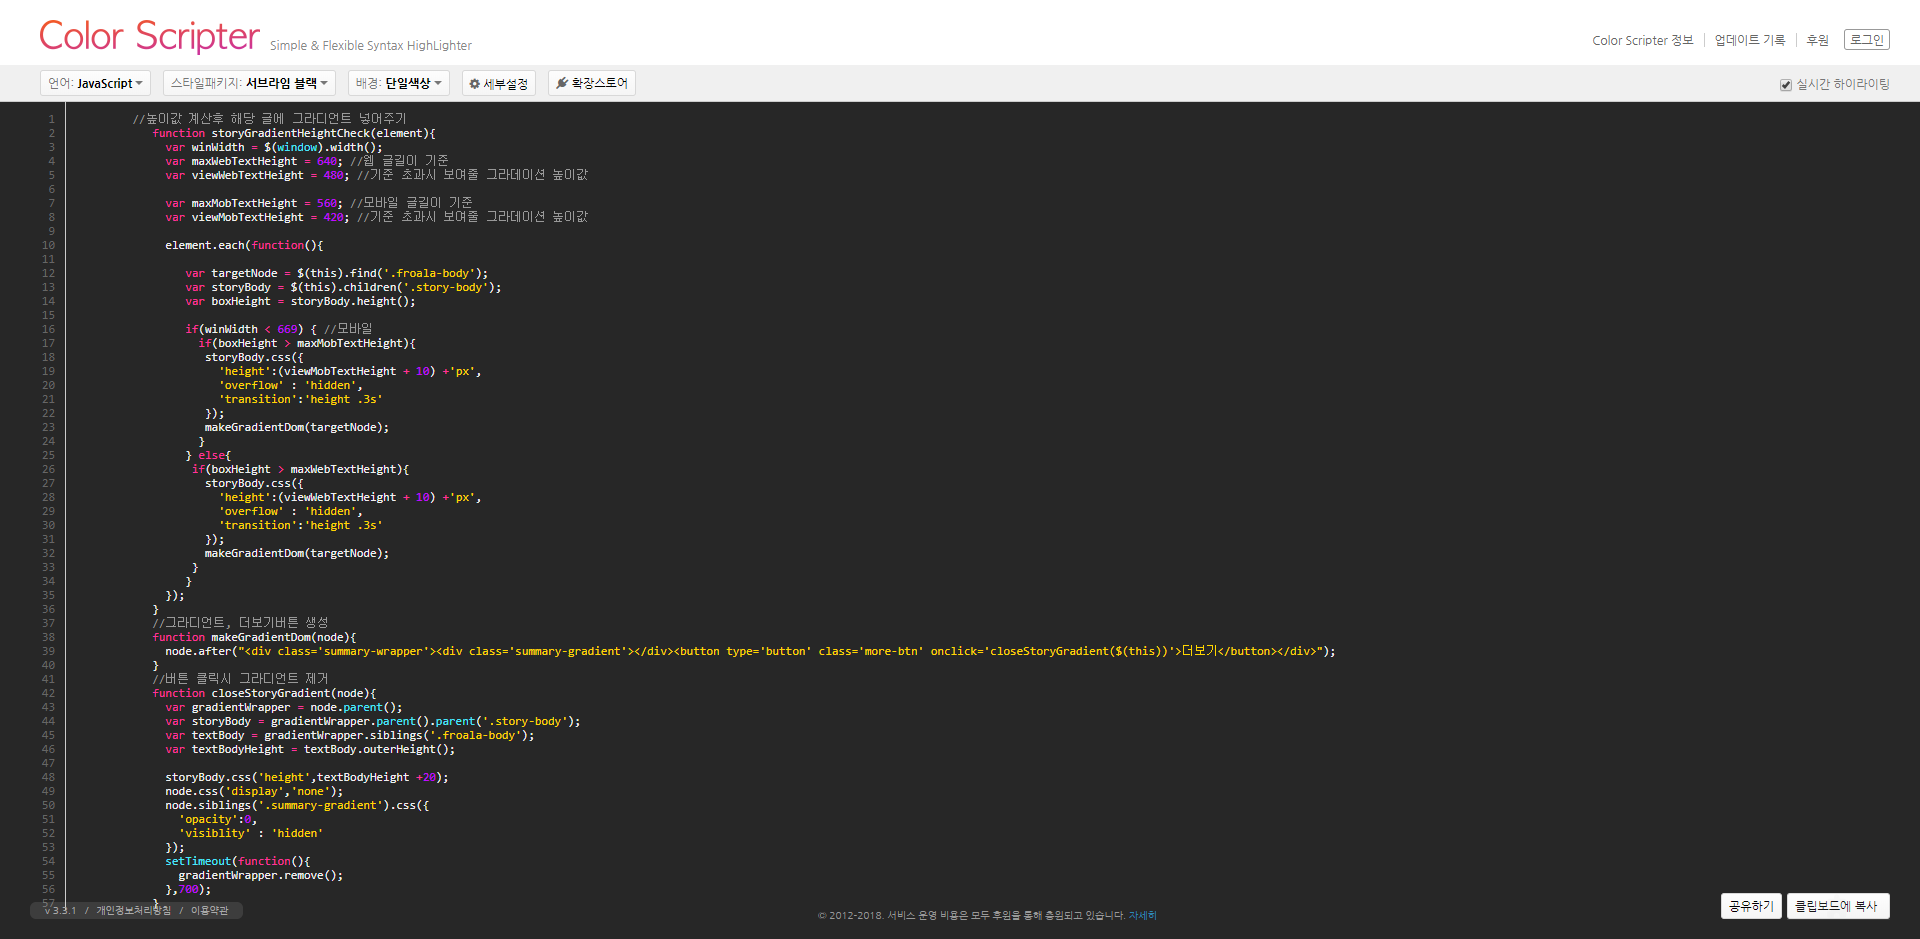 Color Scripter Simple & Flexible Syntax HighLighter
Color Scripter 정보 업데이트 기록 후원 로그인
언어: JavaScript 스타일패키지: 서브라임 블랙 배경: 단일색상 세부설정 확장스토어 실시간 하이라이팅
1 //높이값 계산후 해당 글에 그라디언트 넣어주기
2 function storyGradientHeightCheck(element){
3 var winWidth = $(window).width();
4 var maxWebTextHeight = 640; //웹 글길이 기준
5 var viewWebTextHeight = 480; //기준 초과시 보여줄 그라데이션 높이값
6
7 var maxMobTextHeight = 560; //모바일 글길이 기준
8 var viewMobTextHeight = 420; //기준 초과시 보여줄 그라데이션 높이값
9
10 element.each(function(){
11
12 var targetNode = $(this).find('.froala-body');
13 var storyBody = $(this).children('.story-body');
14 var boxHeight = storyBody.height();
15
16 if(winWidth < 669) { //모바일
17 if(boxHeight > maxMobTextHeight){
18 storyBody.css({
19 'height':(viewMobTextHeight + 10) +'px',
20 'overflow' : 'hidden',
21 'transition':'height .3s'
22 });
23 makeGradientDom(targetNode);
24 }
25 } else{
26 if(boxHeight > maxWebTextHeight){
27 storyBody.css({
28 'height':(viewWebTextHeight + 10) +'px',
29 'overflow' : 'hidden',
30 'transition':'height .3s'
31 });
32 makeGradientDom(targetNode);
33 }
34 }
35 });
36 }
37 //그라디언트, 더보기버튼 생성
38 function makeGradientDom(node){
39 node.after("<div class='summary-wrapper'><div class='summary-gradient'></div><button type='button' class='more-btn' onclick='closeStoryGradient($(this))'>더보기</button></div>");
40 }
41 //버튼 클릭시 그라디언트 제거
42 function closeStoryGradient(node){
43 var gradientWrapper = node.parent();
44 var storyBody = gradientWrapper.parent().parent('.story-body');
45 var textBody = gradientWrapper.siblings('.froala-body');
46 var textBodyHeight = textBody.outerHeight();
47
48 storyBody.css('height',textBodyHeight +20);
49 node.css('display','none');
50 node.siblings('.summary-gradient').css({
51 'opacity':0,
52 'visiblity' : 'hidden'
53 });
54 setTimeout(function(){
55 gradientWrapper.remove();
56 },700);
57 }
v 3.3.1 / 개인정보처리방침 / 이용약관
© 2012-2018. 서비스 운영 비용은 모두 후원을 통해 충원되고 있습니다. 자세히
공유하기 클립보드에 복사